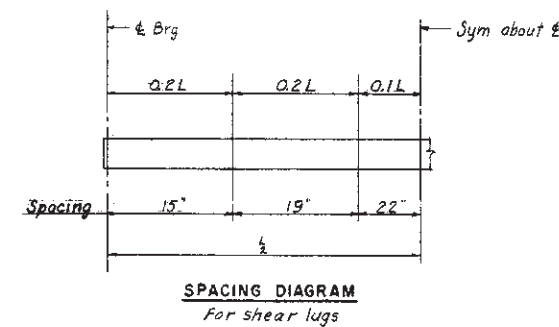 ℄ Brg
Sym about ℄
0.2L 0.2L 0.1L
Spacing 15" 19" 22"
L/2
SPACING DIAGRAM
For shear lugs